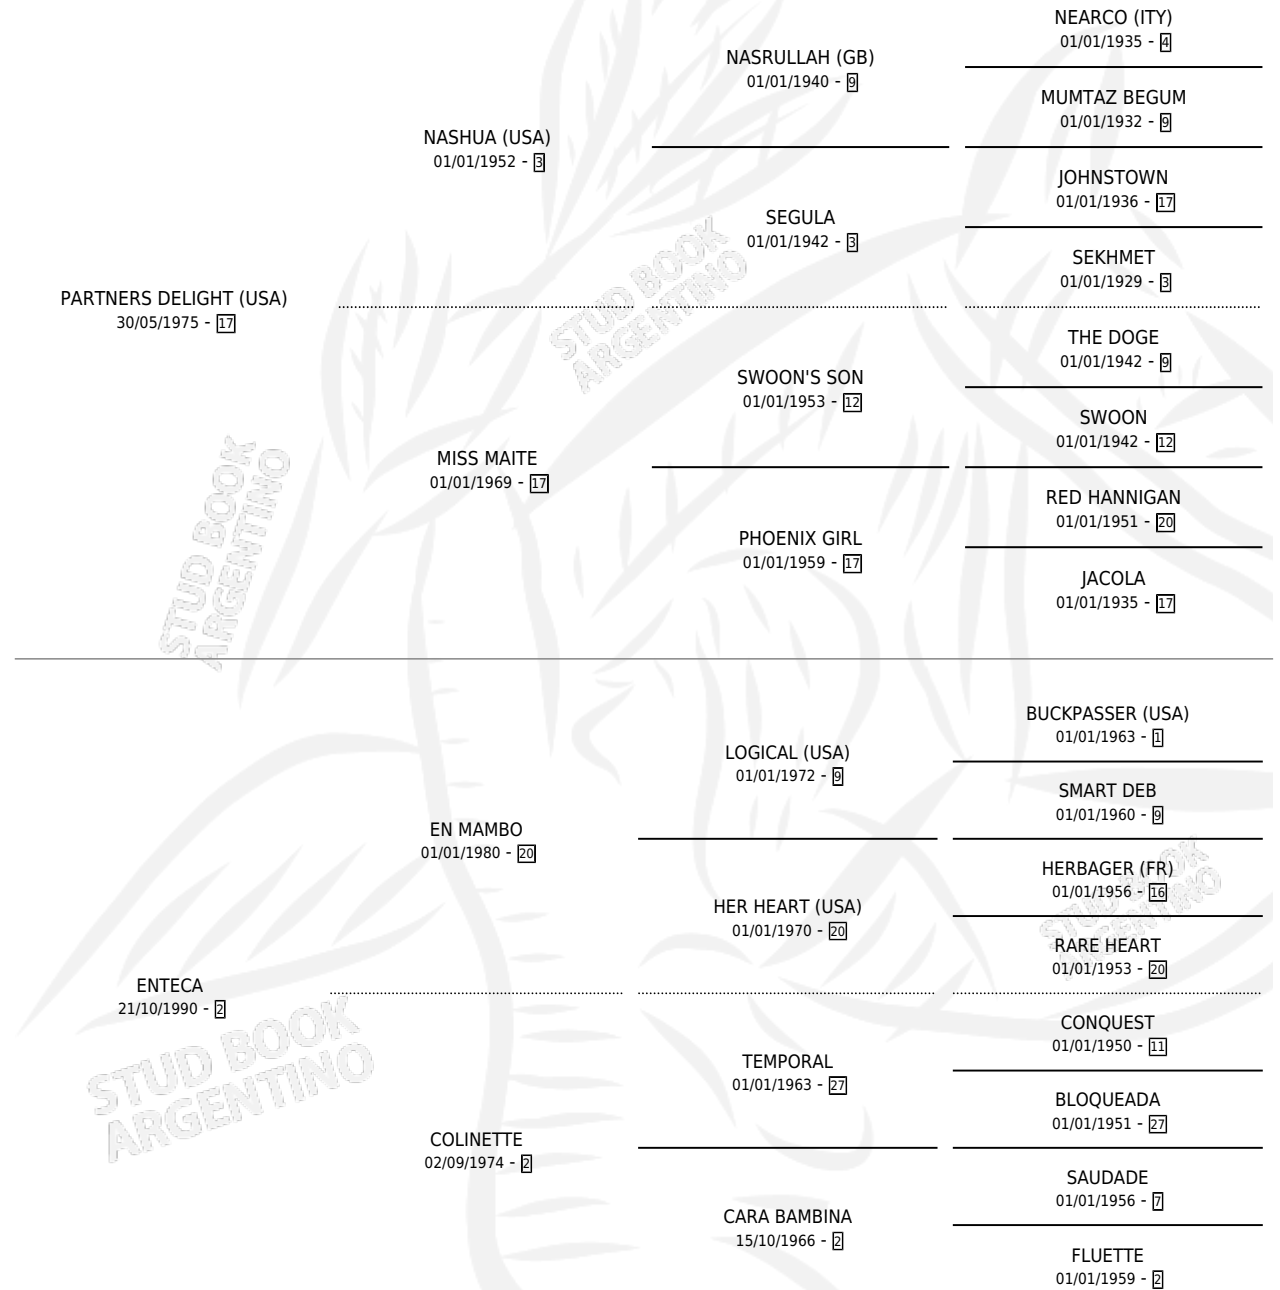 NEARCO (ITY)
01/01/1935 - 4
NASRULLAH (GB)
01/01/1940 - 9
MUMTAZ BEGUM
01/01/1932 - 9
NASHUA (USA)
01/01/1952 - 3
JOHNSTOWN
01/01/1936 - 17
SEGULA
01/01/1942 - 3
SEKHMET
01/01/1929 - 3
PARTNERS DELIGHT (USA)
30/05/1975 - 17
THE DOGE
01/01/1942 - 9
SWOON'S SON
01/01/1953 - 12
SWOON
01/01/1942 - 12
MISS MAITE
01/01/1969 - 17
RED HANNIGAN
01/01/1951 - 20
PHOENIX GIRL
01/01/1959 - 17
JACOLA
01/01/1935 - 17
BUCKPASSER (USA)
01/01/1963 - 1
LOGICAL (USA)
01/01/1972 - 9
SMART DEB
01/01/1960 - 9
EN MAMBO
01/01/1980 - 20
HERBAGER (FR)
01/01/1956 - 16
HER HEART (USA)
01/01/1970 - 20
RARE HEART
01/01/1953 - 20
ENTECA
21/10/1990 - 2
CONQUEST
01/01/1950 - 11
TEMPORAL
01/01/1963 - 27
BLOQUEADA
01/01/1951 - 27
COLINETTE
02/09/1974 - 2
SAUDADE
01/01/1956 - 7
CARA BAMBINA
15/10/1966 - 2
FLUETTE
01/01/1959 - 2
STUD BOOK
ARGENTINO
STUD BOOK
ARGENTINO
STUD BOOK
ARGENTINO
STUD BOOK
ARGENTINO